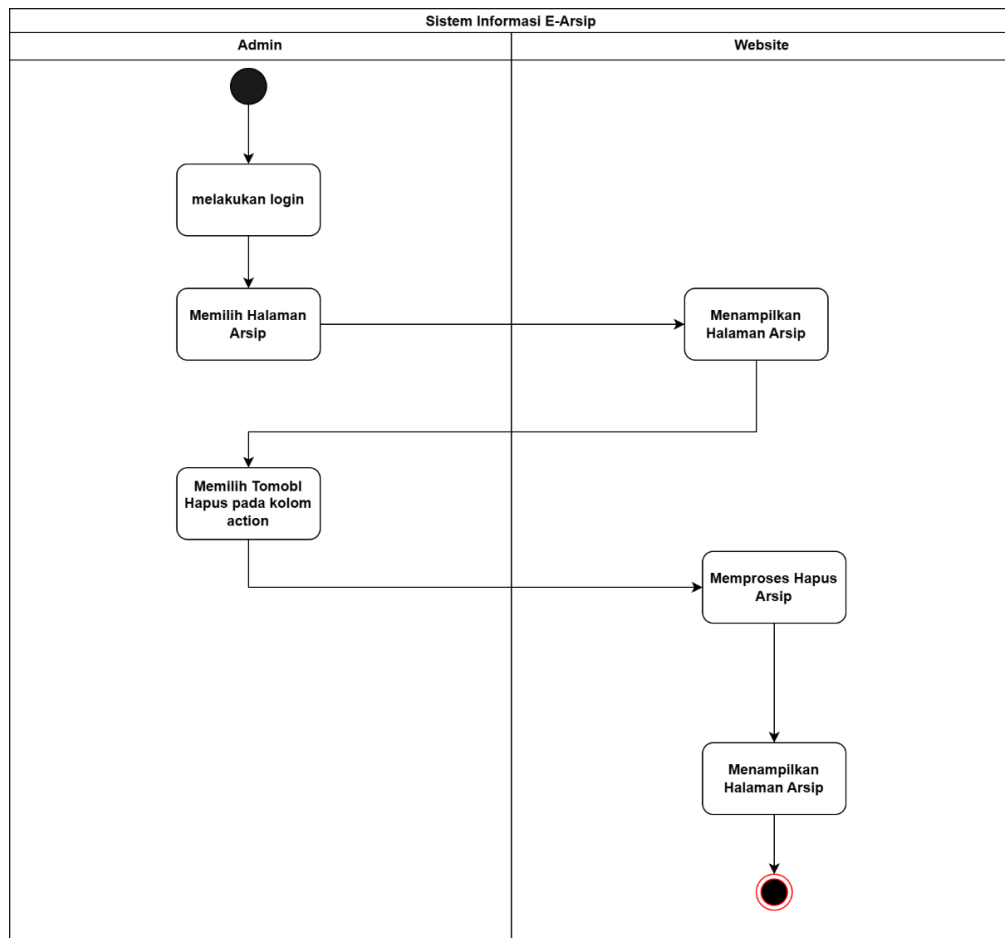 Sistem Informasi E-Arsip
Admin
Website
melakukan login
Memilih Halaman
Arsip
Menampilkan
Halaman Arsip
Memilih Tomobl
Hapus pada kolom
action
Memproses Hapus
Arsip
Menampilkan
Halaman Arsip